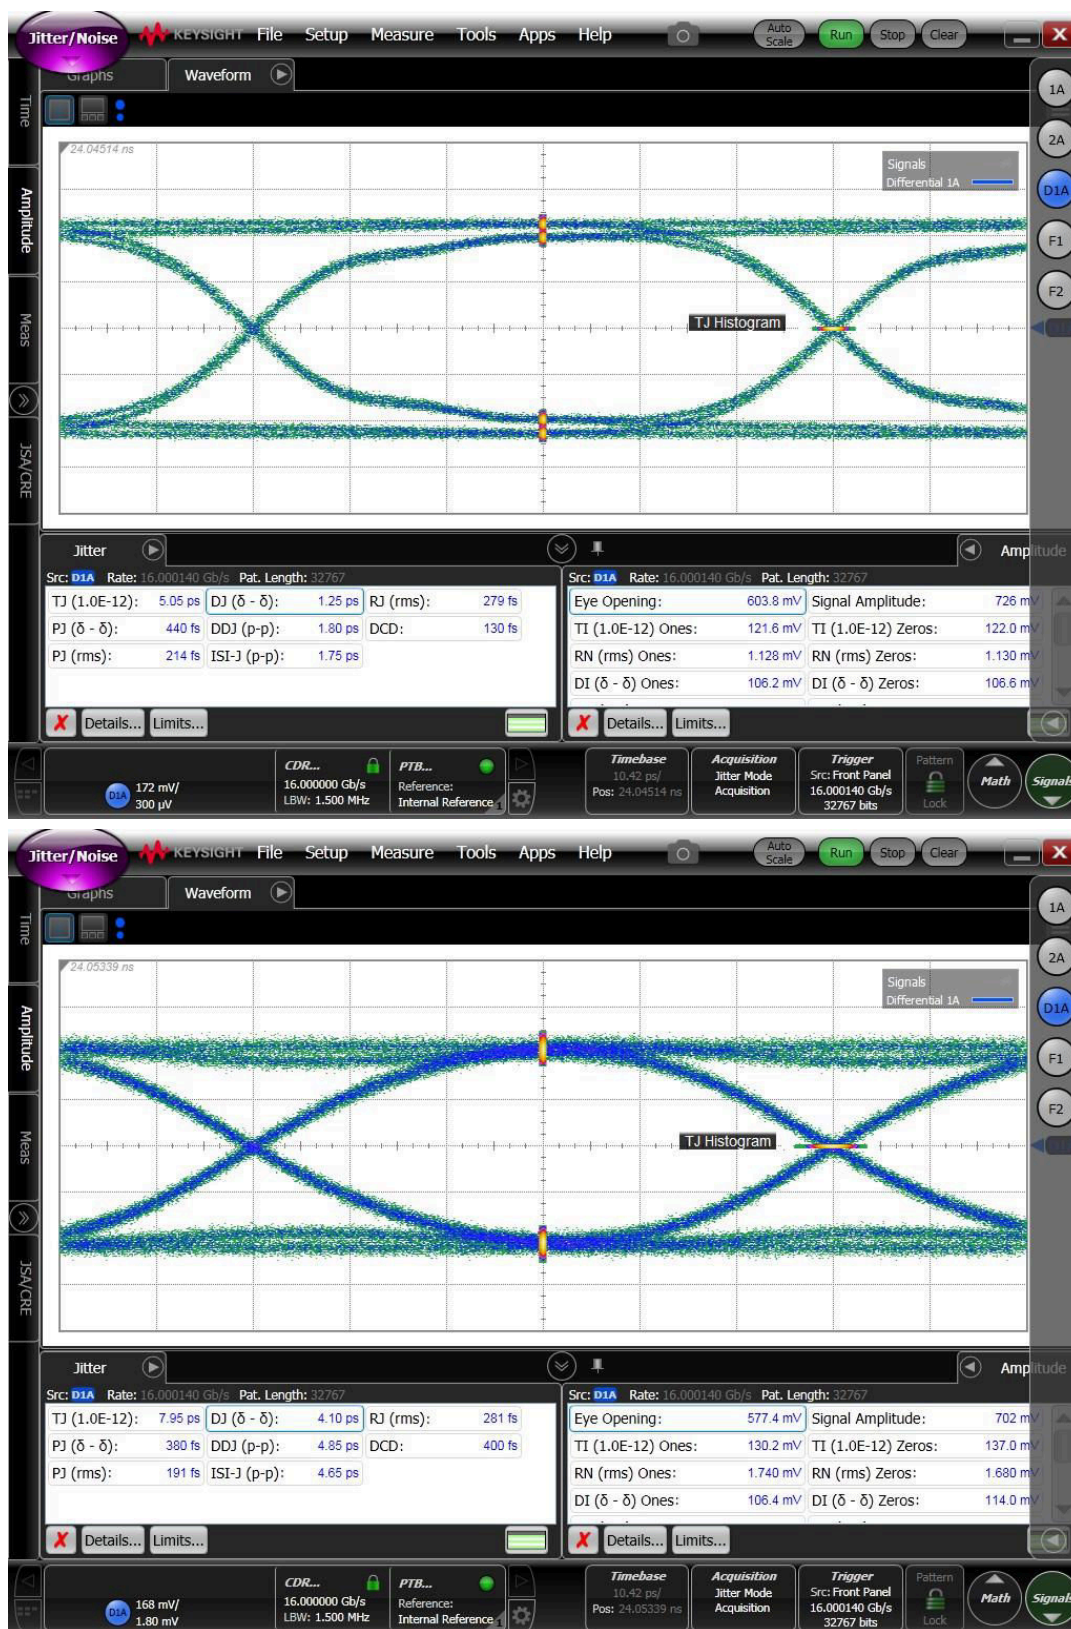 Jitter/Noise KEYSIGHT File Setup Measure Tools Apps Help Auto Scale Run Stop Clear X
Graphs Waveform
Time
Amplitude
Meas
JSA/CRE
24.04514 ns
Signals
Differential 1A
1A
2A
D1A
F1
F2
TJ Histogram
Jitter Amplitude
Src: D1A Rate: 16.000140 Gb/s Pat. Length: 32767 Src: D1A Rate: 16.000140 Gb/s Pat. Length: 32767
TJ (1.0E-12): 5.05 ps DJ (δ - δ): 1.25 ps RJ (rms): 279 fs Eye Opening: 603.8 mV Signal Amplitude: 726 mV
PJ (δ - δ): 440 fs DDJ (p-p): 1.80 ps DCD: 130 fs TI (1.0E-12) Ones: 121.6 mV TI (1.0E-12) Zeros: 122.0 mV
PJ (rms): 214 fs ISI-J (p-p): 1.75 ps RN (rms) Ones: 1.128 mV RN (rms) Zeros: 1.130 mV
DI (δ - δ) Ones: 106.2 mV DI (δ - δ) Zeros: 106.6 mV
Details... Limits... Details... Limits...
D1A 172 mV/
300 µV
CDR...
16.000000 Gb/s
LBW: 1.500 MHz
PTB...
Reference:
Internal Reference 1
Timebase
10.42 ps/
Pos: 24.04514 ns
Acquisition
Jitter Mode
Acquisition
Trigger
Src: Front Panel
16.000140 Gb/s
32767 bits
Pattern
Lock
Math
Signals
Jitter/Noise KEYSIGHT File Setup Measure Tools Apps Help Auto Scale Run Stop Clear X
Graphs Waveform
Time
Amplitude
Meas
JSA/CRE
24.05339 ns
Signals
Differential 1A
1A
2A
D1A
F1
F2
TJ Histogram
Jitter Amplitude
Src: D1A Rate: 16.000140 Gb/s Pat. Length: 32767 Src: D1A Rate: 16.000140 Gb/s Pat. Length: 32767
TJ (1.0E-12): 7.95 ps DJ (δ - δ): 4.10 ps RJ (rms): 281 fs Eye Opening: 577.4 mV Signal Amplitude: 702 mV
PJ (δ - δ): 380 fs DDJ (p-p): 4.85 ps DCD: 400 fs TI (1.0E-12) Ones: 130.2 mV TI (1.0E-12) Zeros: 137.0 mV
PJ (rms): 191 fs ISI-J (p-p): 4.65 ps RN (rms) Ones: 1.740 mV RN (rms) Zeros: 1.680 mV
DI (δ - δ) Ones: 106.4 mV DI (δ - δ) Zeros: 114.0 mV
Details... Limits... Details... Limits...
D1A 168 mV/
1.80 mV
CDR...
16.000000 Gb/s
LBW: 1.500 MHz
PTB...
Reference:
Internal Reference 1
Timebase
10.42 ps/
Pos: 24.05339 ns
Acquisition
Jitter Mode
Acquisition
Trigger
Src: Front Panel
16.000140 Gb/s
32767 bits
Pattern
Lock
Math
Signals